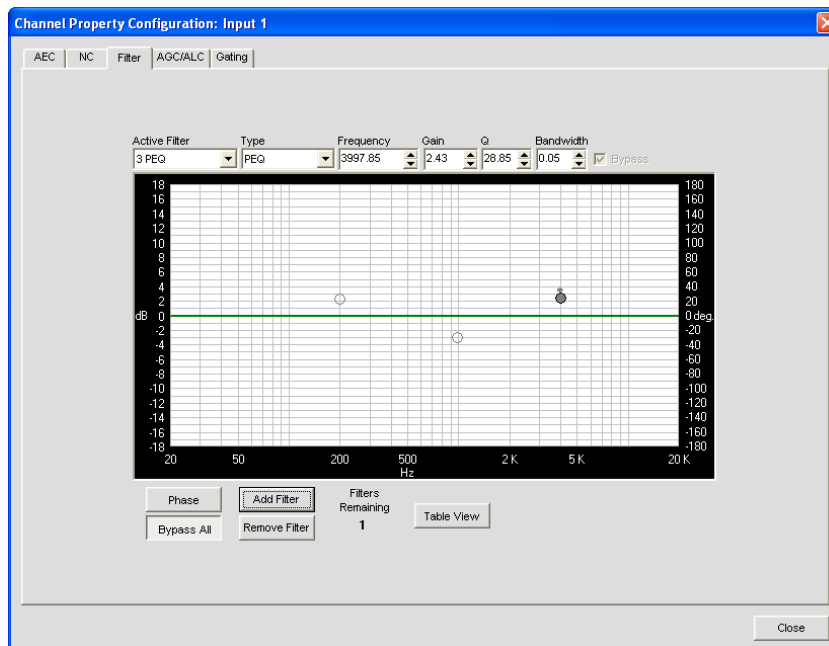 Channel Property Configuration: Input 1
AEC NC Filter AGC/ALC Gating
Active Filter Type Frequency Gain Q Bandwidth
3 PEQ PEQ 3997.85 2.43 28.85 0.05 Bypass
18 180
16 160
14 140
12 120
10 100
8 80
6 60
4 40
2 20
dB 0 0 deg.
-2 -20
-4 -40
-6 -60
-8 -80
-10 -100
-12 -120
-14 -140
-16 -160
-18 -180
20 50 200 500 2 K 5 K 20 K
Hz
Phase Add Filter Filters
Remaining
Bypass All Remove Filter 1 Table View
Close